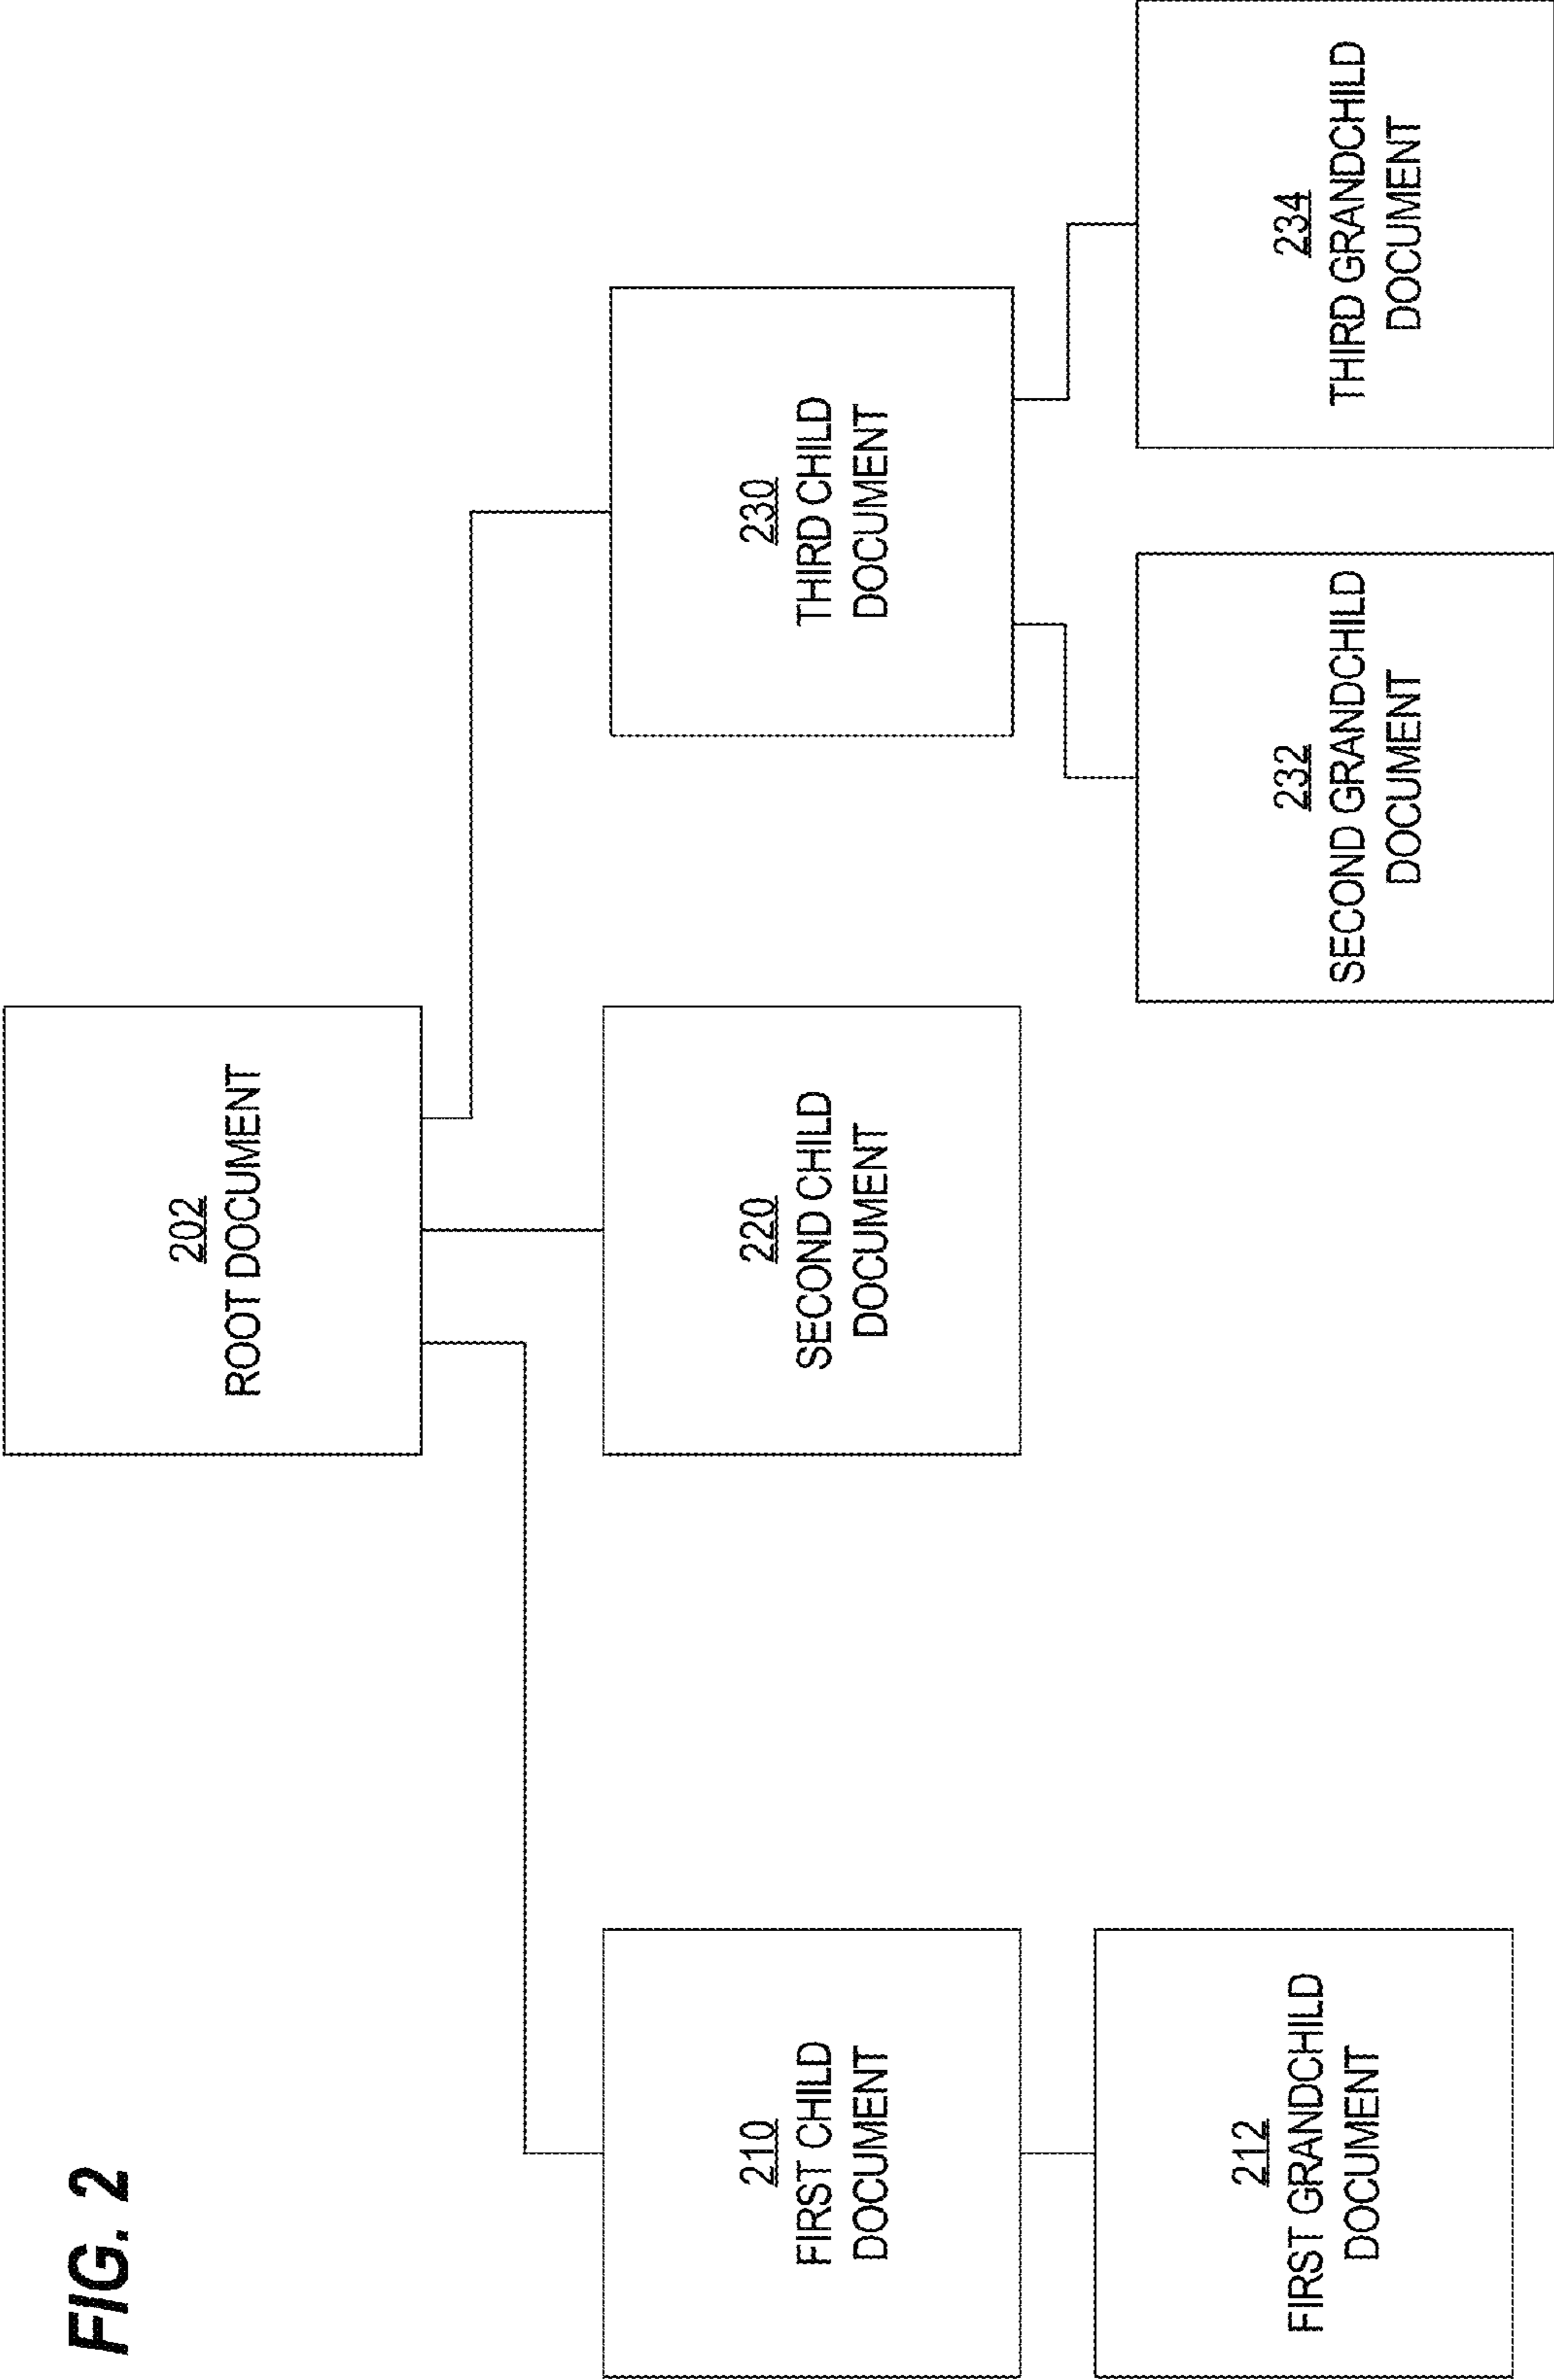 FIG. 2
202
ROOT DOCUMENT
210
FIRST CHILD
DOCUMENT
220
SECOND CHILD
DOCUMENT
230
THIRD CHILD
DOCUMENT
212
FIRST GRANDCHILD
DOCUMENT
232
SECOND GRANDCHILD
DOCUMENT
234
THIRD GRANDCHILD
DOCUMENT